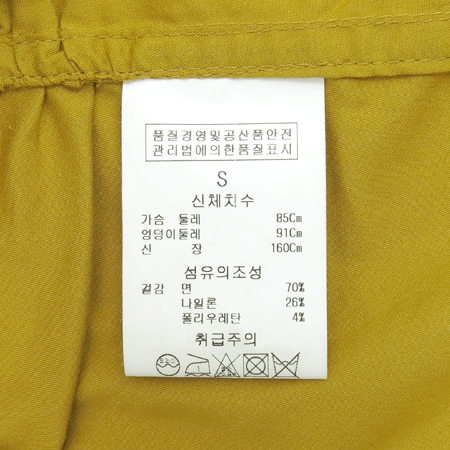 품질경영및공산품안전
관리법에의한품질표시
S
신체치수
가슴 둘레 85Cm
엉덩이둘레 91Cm
신 장 160Cm
섬유의조성
겉감 면 70%
나일론 26%
폴리우레탄 4%
취급주의